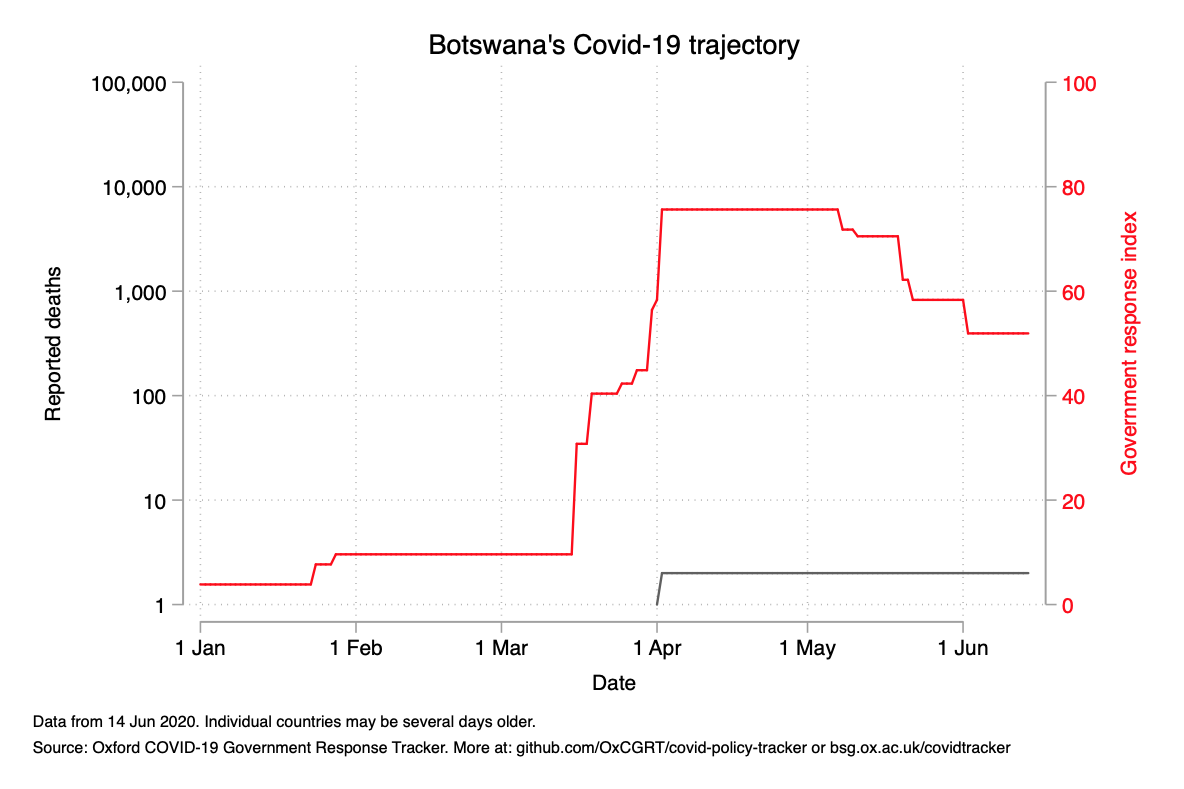 Botswana's Covid-19 trajectory
100,000
10,000
1,000
100
10
1
Reported deaths
100
80
60
40
20
0
Government response index
1 Jan
1 Feb
1 Mar
1 Apr
1 May
1 Jun
Date
Data from 14 Jun 2020. Individual countries may be several days older.
Source: Oxford COVID-19 Government Response Tracker. More at: github.com/OxCGRT/covid-policy-tracker or bsg.ox.ac.uk/covidtracker